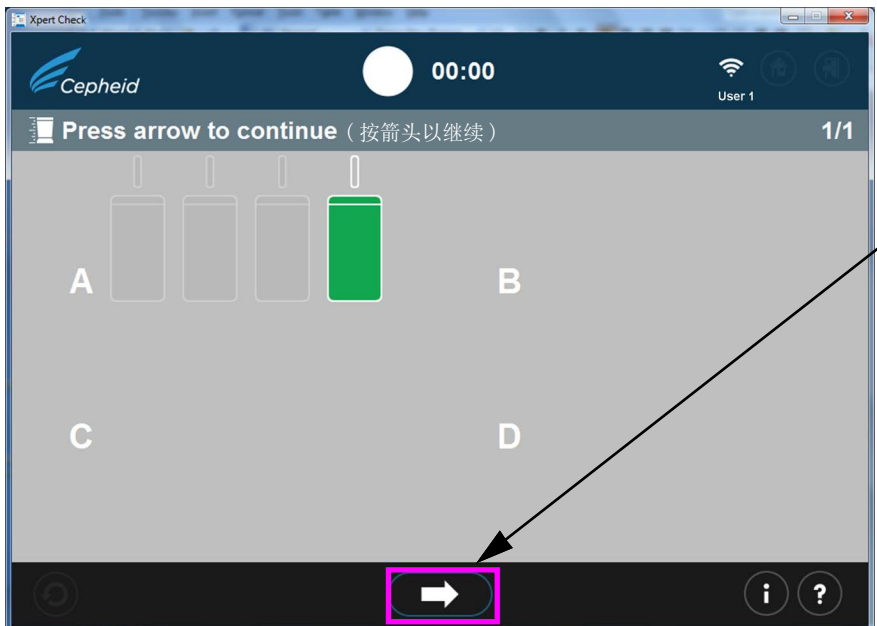 Xpert Check
Cepheid
00:00
User 1
Press arrow to continue（按箭头以继续） 1/1
A B
C D
i ?